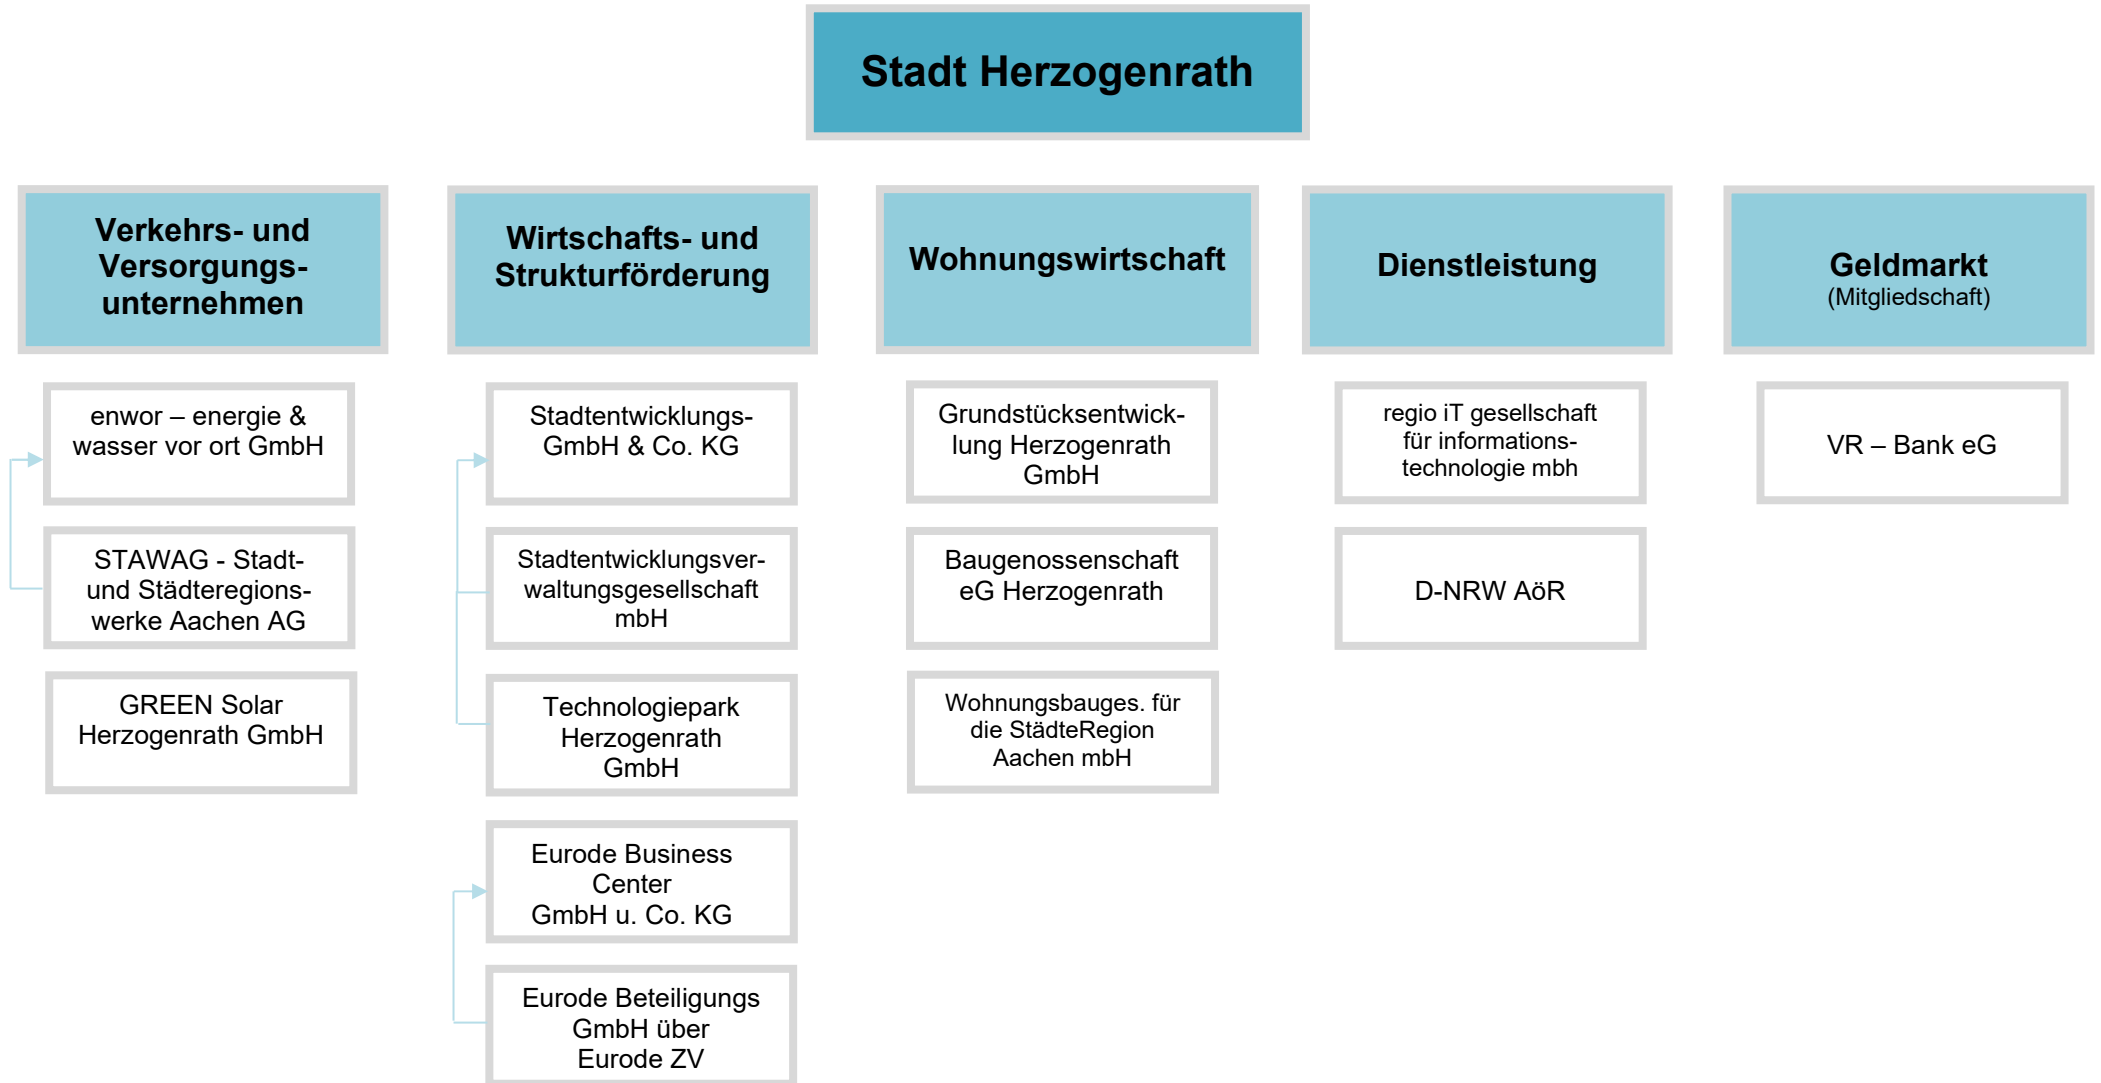 Stadt Herzogenrath
Verkehrs- und
Versorgungs-
unternehmen
enwor – energie &
wasser vor ort GmbH
STAWAG - Stadt-
und Städteregions-
werke Aachen AG
GREEN Solar
Herzogenrath GmbH
Wirtschafts- und
Strukturförderung
Stadtentwicklungs-
GmbH & Co. KG
Stadtentwicklungsver-
waltungsgesellschaft
mbH
Technologiepark
Herzogenrath
GmbH
Eurode Business
Center
GmbH u. Co. KG
Eurode Beteiligungs
GmbH über
Eurode ZV
Wohnungswirtschaft
Grundstücksentwick-
lung Herzogenrath
GmbH
Baugenossenschaft
eG Herzogenrath
Wohnungsbauges. für
die StädteRegion
Aachen mbH
Dienstleistung
regio iT gesellschaft
für informations-
technologie mbh
D-NRW AöR
Geldmarkt
(Mitgliedschaft)
VR – Bank eG